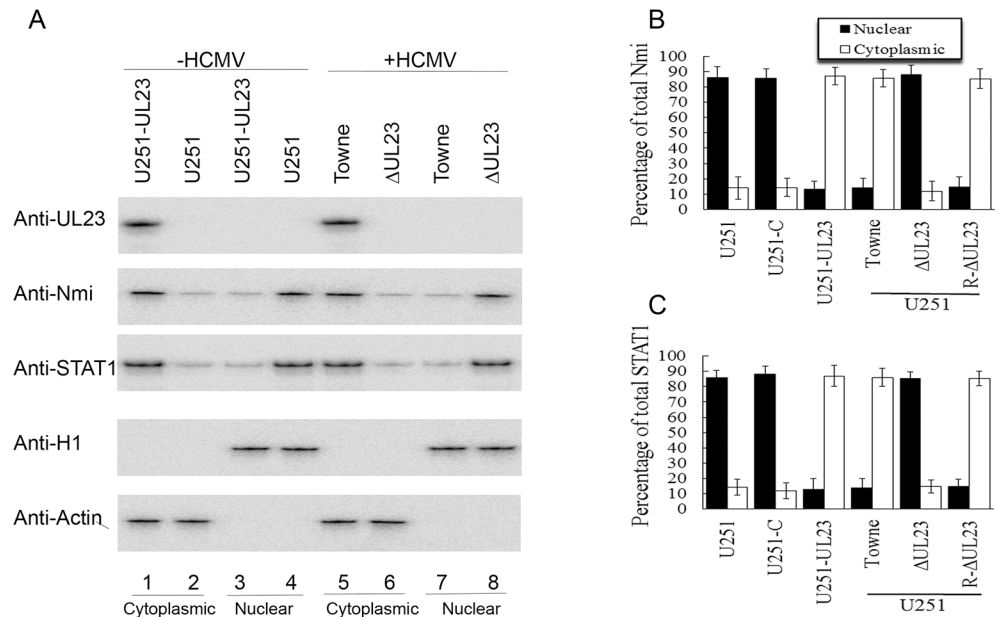 A
-HCMV +HCMV
U251-UL23 U251 U251-UL23 U251 Towne ΔUL23 Towne ΔUL23
Anti-UL23
Anti-Nmi
Anti-STAT1
Anti-H1
Anti-Actin
1 2 3 4 5 6 7 8
Cytoplasmic Nuclear Cytoplasmic Nuclear
B
Nuclear
Cytoplasmic
Percentage of total Nmi
100
90
80
70
60
50
40
30
20
10
0
U251 U251-C U251-UL23 Towne ΔUL23 R-ΔUL23
U251
C
Percentage of total STAT1
100
90
80
70
60
50
40
30
20
10
0
U251 U251-C U251-UL23 Towne ΔUL23 R-ΔUL23
U251